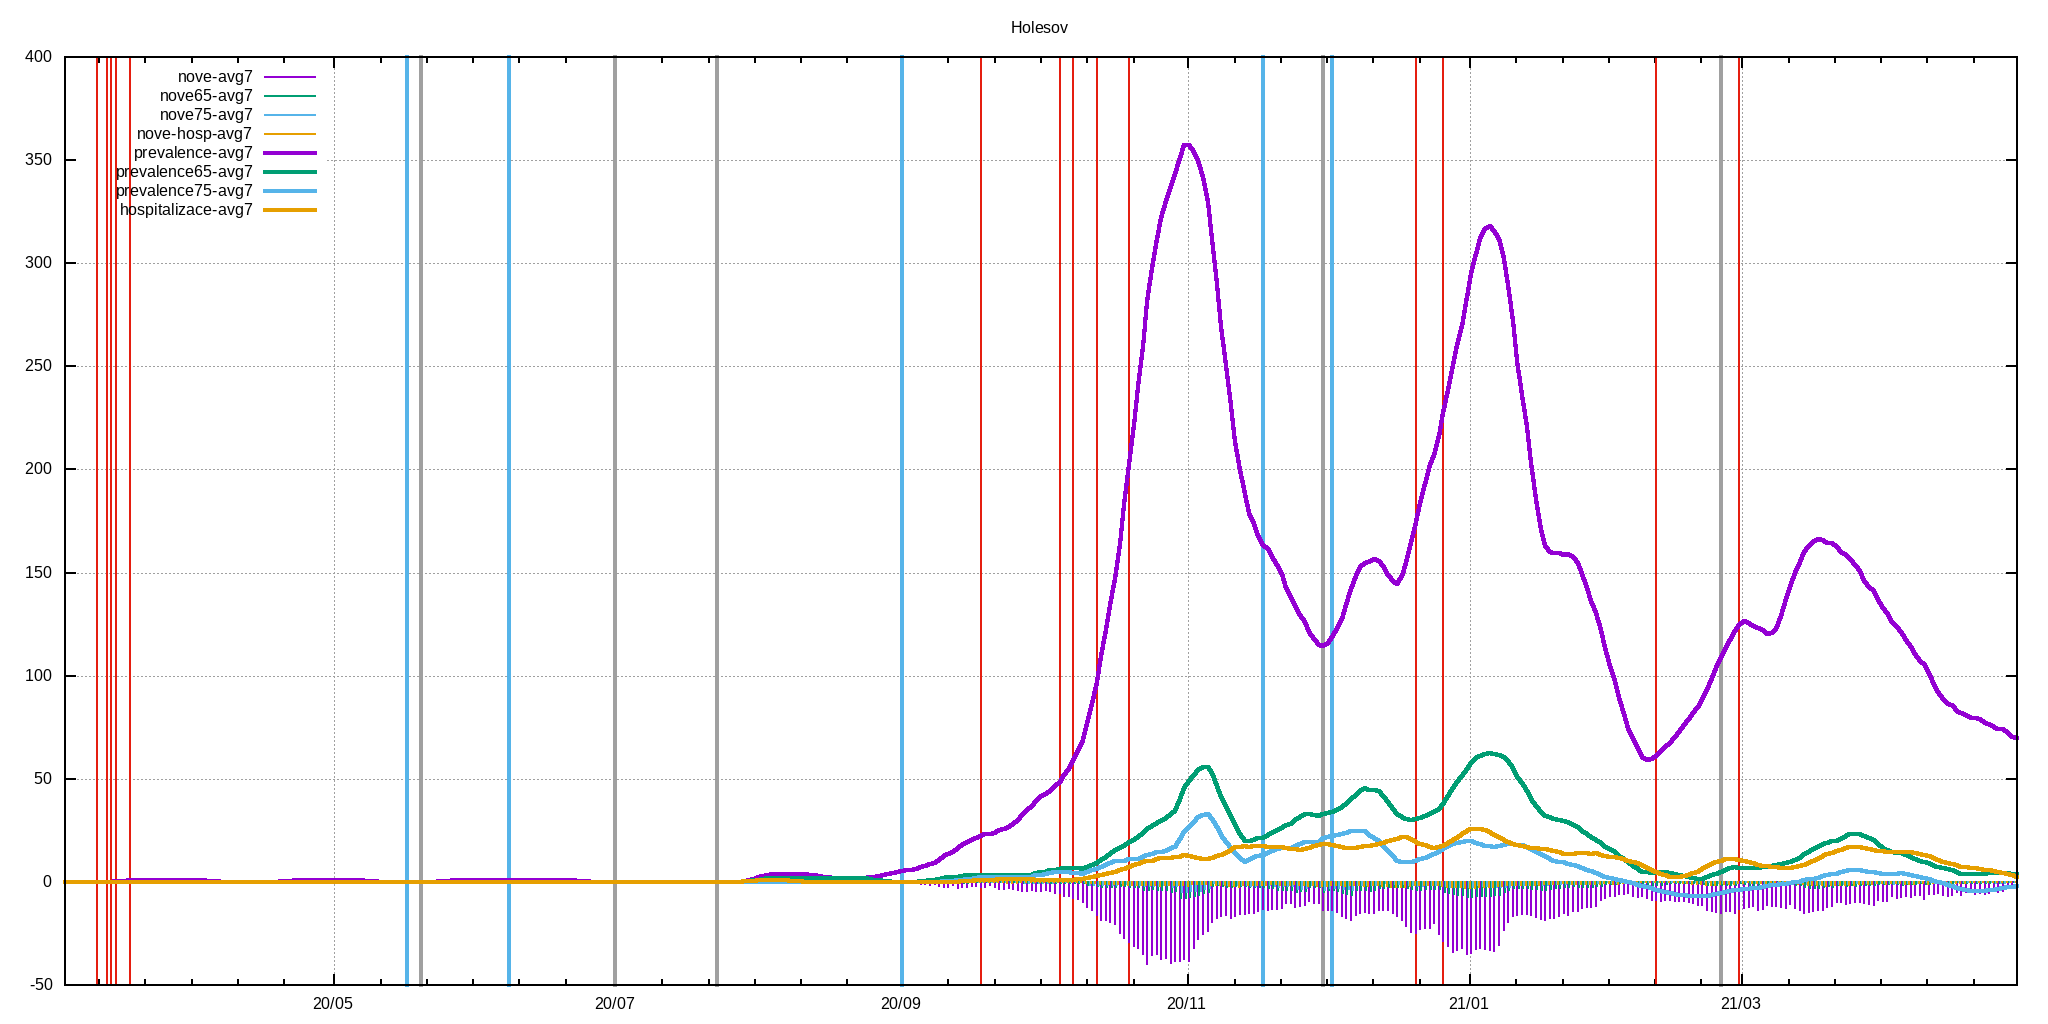 Holesov
400
350
300
250
200
150
100
50
0
-50
nove-avg7
nove65-avg7
nove75-avg7
nove-hosp-avg7
prevalence-avg7
prevalence65-avg7
prevalence75-avg7
hospitalizace-avg7
20/05
20/07
20/09
20/11
21/01
21/03